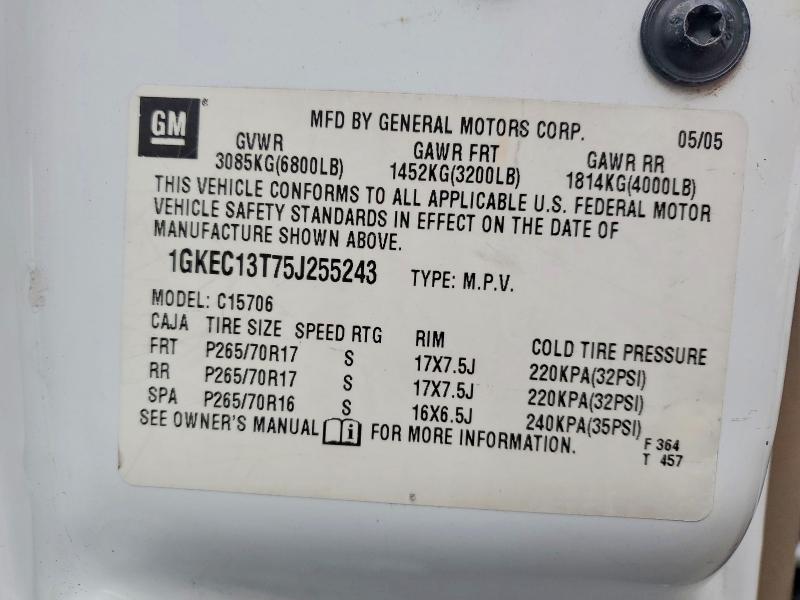 GM
MFD BY GENERAL MOTORS CORP. 05/05
GVWR GAWR FRT GAWR RR
3085KG(6800LB) 1452KG(3200LB) 1814KG(4000LB)
THIS VEHICLE CONFORMS TO ALL APPLICABLE U.S. FEDERAL MOTOR
VEHICLE SAFETY STANDARDS IN EFFECT ON THE DATE OF
MANUFACTURE SHOWN ABOVE.
1GKEC13T75J255243 TYPE: M.P.V.
MODEL: C15706
CAJA TIRE SIZE SPEED RTG RIM COLD TIRE PRESSURE
FRT P265/70R17 S 17X7.5J 220KPA(32PSI)
RR P265/70R17 S 17X7.5J 220KPA(32PSI)
SPA P265/70R16 S 16X6.5J 240KPA(35PSI)
SEE OWNER'S MANUAL i FOR MORE INFORMATION.
F 364
T 457